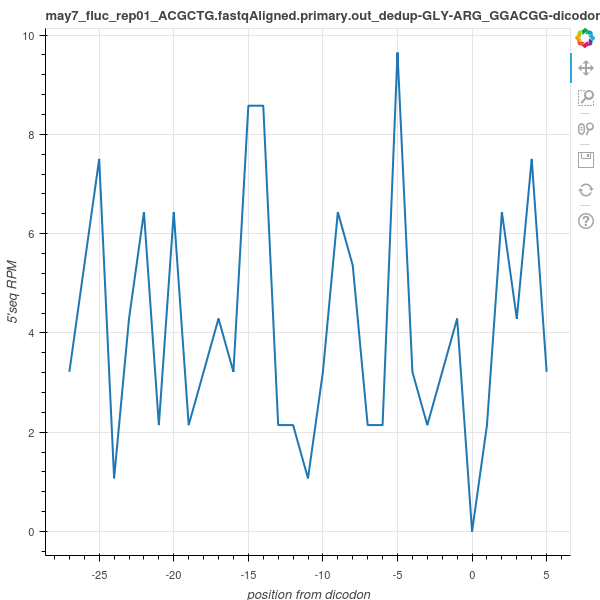 may7_fluc_rep01_ACGCTG.fastqAligned.primary.out_dedup-GLY-ARG_GGACGG-dicodon
10
8
6
4
2
0
5'seq RPM
-25 -20 -15 -10 -5 0 5
position from dicodon